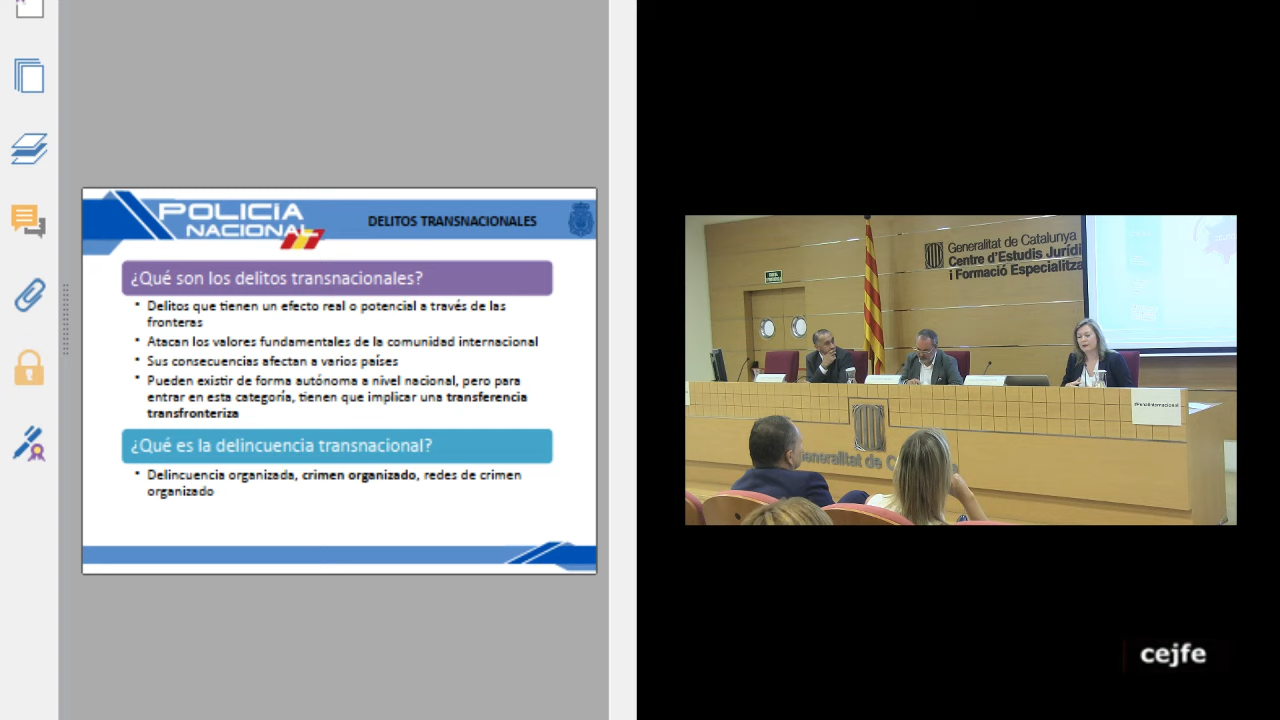 POLICÍA
NACIONAL
DELITOS TRANSNACIONALES
¿Qué son los delitos transnacionales?
• Delitos que tienen un efecto real o potencial a través de las
fronteras
• Atacan los valores fundamentales de la comunidad internacional
• Sus consecuencias afectan a varios países
• Pueden existir de forma autónoma a nivel nacional, pero para
entrar en esta categoría, tienen que implicar una transferencia
transfronteriza
¿Qué es la delincuencia transnacional?
• Delincuencia organizada, crimen organizado, redes de crimen
organizado
Generalitat de Catalunya
Centre d'Estudis Jurídi
i Formació Especialitza
Generalitat de C
cejfe